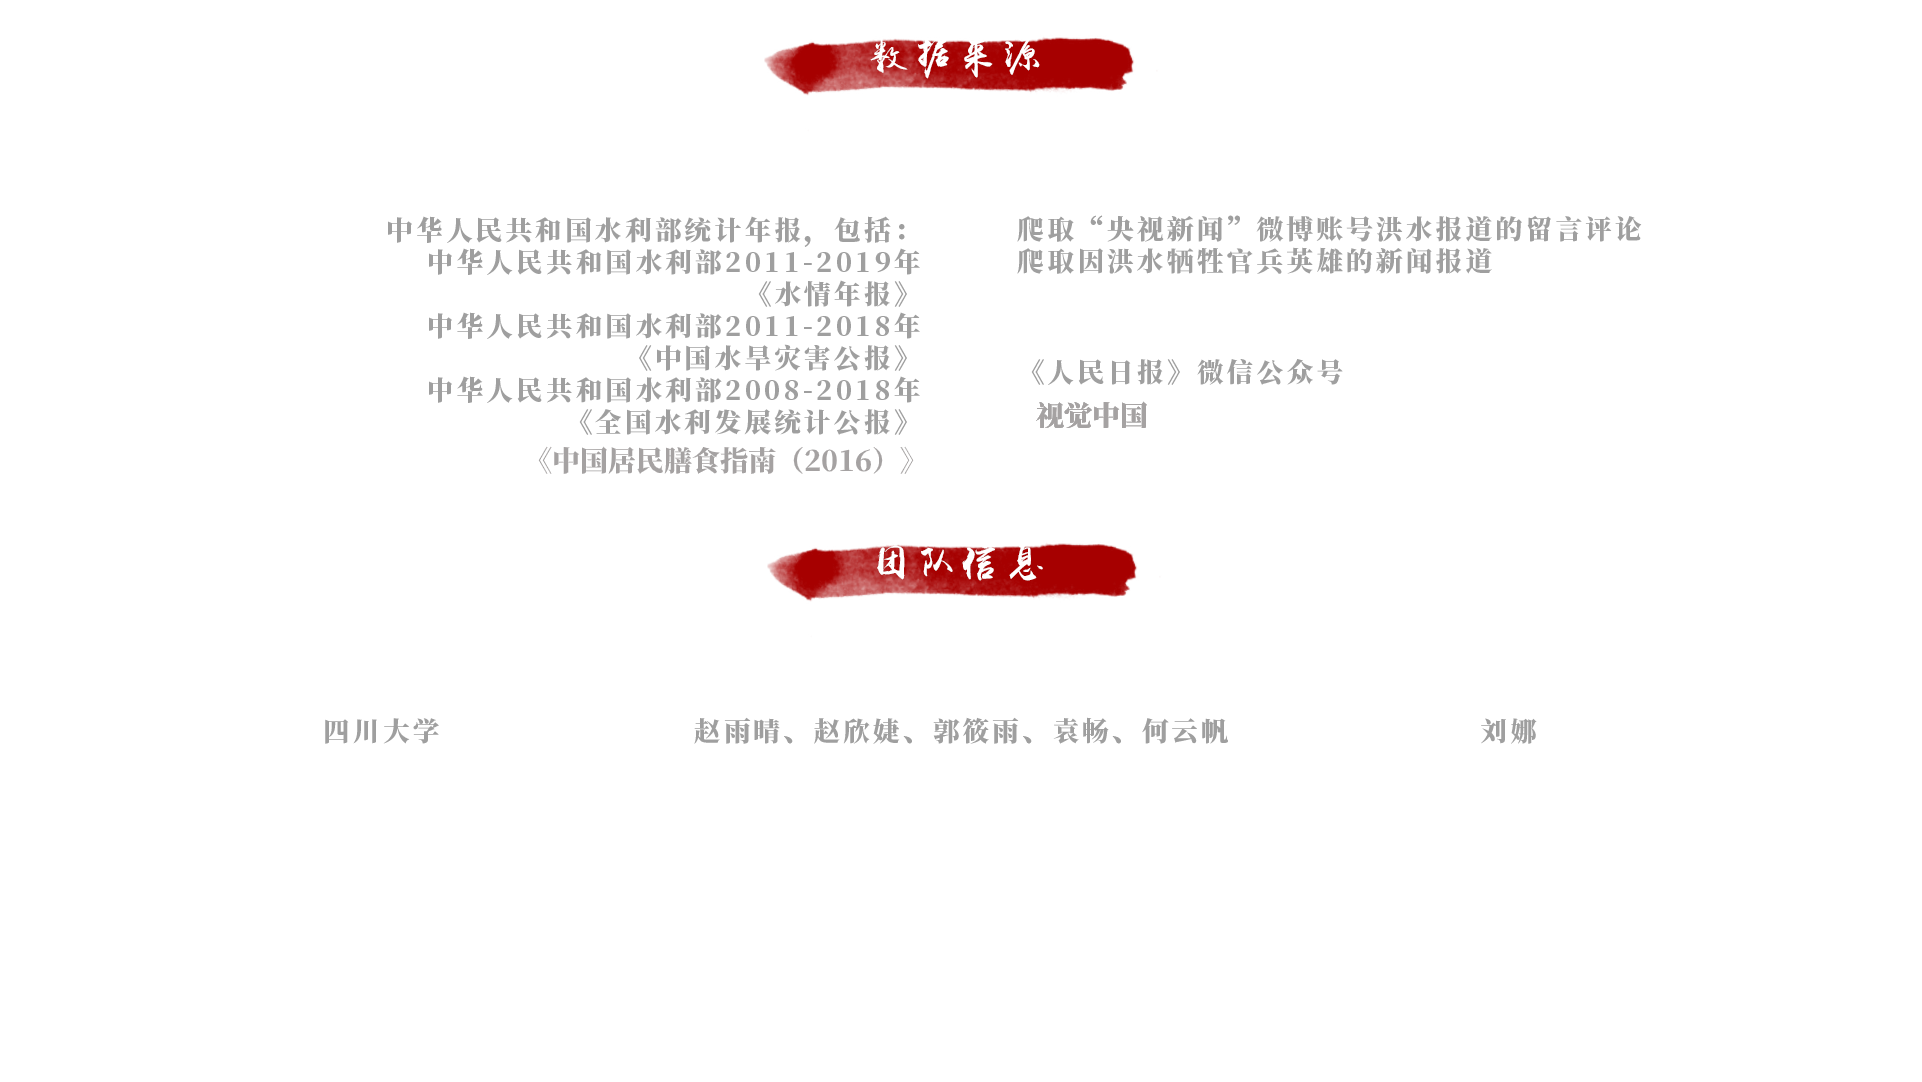 数据来源
中华人民共和国水利部统计年报，包括：
中华人民共和国水利部2011-2019年
《水情年报》
中华人民共和国水利部2011-2018年
《中国水旱灾害公报》
中华人民共和国水利部2008-2018年
《全国水利发展统计公报》
《中国居民膳食指南（2016）》
爬取“央视新闻”微博账号洪水报道的留言评论
爬取因洪水牺牲官兵英雄的新闻报道
《人民日报》微信公众号
视觉中国
团队信息
四川大学
赵雨晴、赵欣婕、郭筱雨、袁畅、何云帆
刘娜